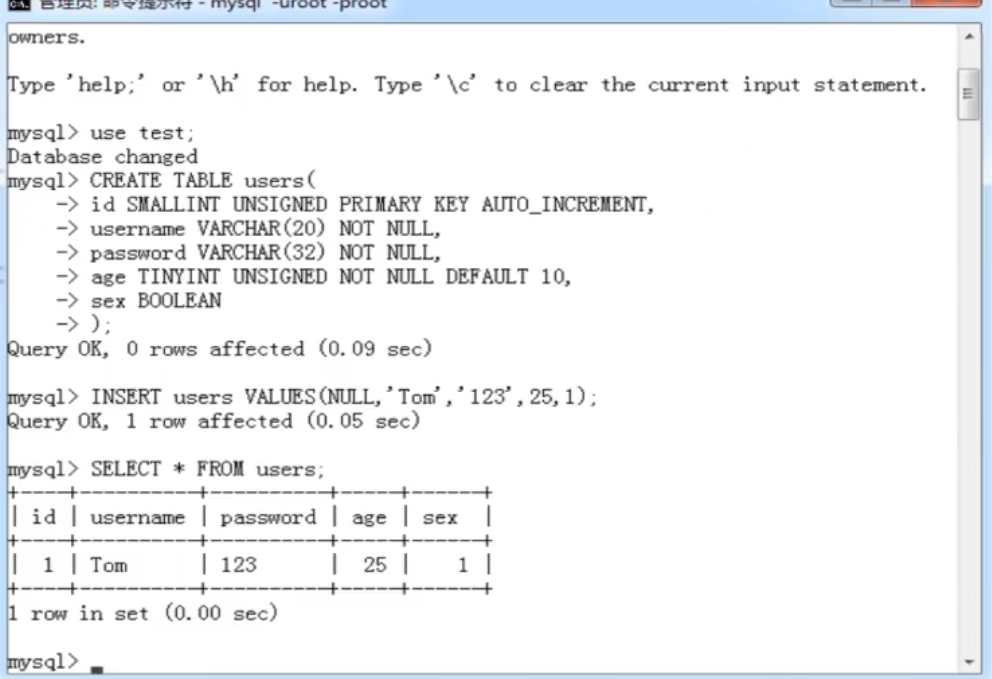 管理员: 命令提示符 - mysql -uroot -proot
owners.
Type 'help;' or '\h' for help. Type '\c' to clear the current input statement.
mysql> use test;
Database changed
mysql> CREATE TABLE users(
    -> id SMALLINT UNSIGNED PRIMARY KEY AUTO_INCREMENT,
    -> username VARCHAR(20) NOT NULL,
    -> password VARCHAR(32) NOT NULL,
    -> age TINYINT UNSIGNED NOT NULL DEFAULT 10,
    -> sex BOOLEAN
    -> );
Query OK, 0 rows affected (0.09 sec)
mysql> INSERT users VALUES(NULL,'Tom','123',25,1);
Query OK, 1 row affected (0.05 sec)
mysql> SELECT * FROM users;
+----+----------+----------+-----+------+
| id | username | password | age | sex  |
+----+----------+----------+-----+------+
|  1 | Tom      | 123      |  25 |    1 |
+----+----------+----------+-----+------+
1 row in set (0.00 sec)
mysql>